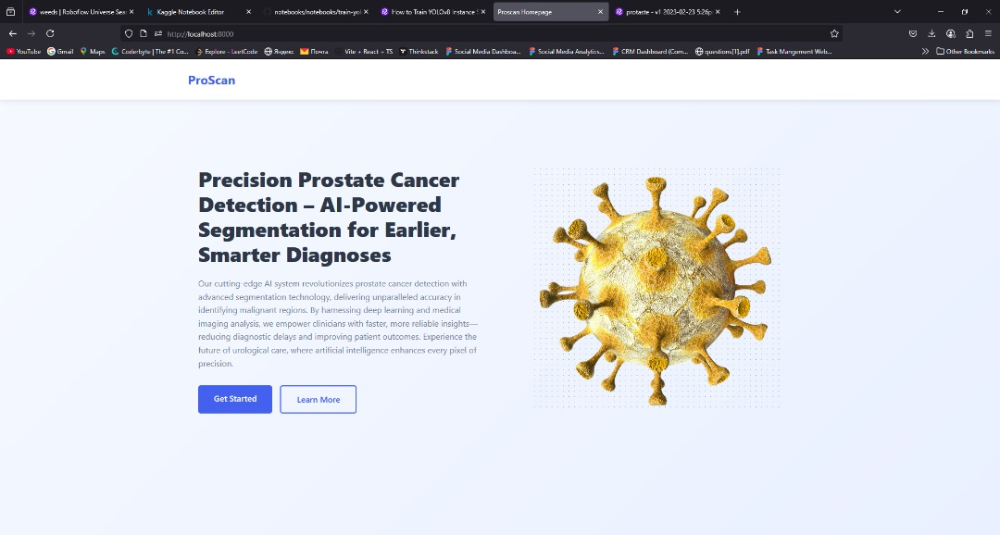 weeds | Roboflow Universe Sea
Kaggle Notebook Editor
notebooks/notebooks/train-yol
How to Train YOLOv8 Instance S
Proscan Homepage
protaste - v1 2023-02-23 5:26p
http://localhost:8000
YouTube
Gmail
Maps
Coderbyte | The #1 Co...
Explore - LeetCode
Яндекс
Почта
Vite + React + TS
Thinkstack
Social Media Dashboa...
Social Media Analytics...
CRM Dashboard (Com...
questions[1].pdf
Task Mangement Web...
Other Bookmarks
ProScan
Precision Prostate Cancer
Detection – AI-Powered
Segmentation for Earlier,
Smarter Diagnoses
Our cutting-edge AI system revolutionizes prostate cancer detection with
advanced segmentation technology, delivering unparalleled accuracy in
identifying malignant regions. By harnessing deep learning and medical
imaging analysis, we empower clinicians with faster, more reliable insights—
reducing diagnostic delays and improving patient outcomes. Experience the
future of urological care, where artificial intelligence enhances every pixel of
precision.
Get Started
Learn More